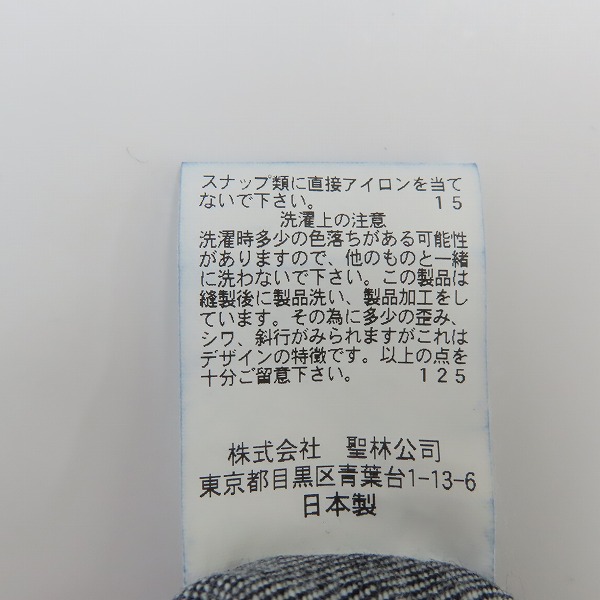 スナップ類に直接アイロンを当て
ないで下さい。 15
洗濯上の注意
洗濯時多少の色落ちがある可能性
がありますので、他のものと一緒
に洗わないで下さい。この製品は
縫製後に製品洗い、製品加工をし
ています。その為に多少の歪み、
シワ、斜行がみられますがこれは
デザインの特徴です。以上の点を
十分ご留意下さい。 125
株式会社 聖林公司
東京都目黒区青葉台1-13-6
日本製